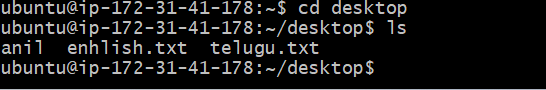 ubuntu@ip-172-31-41-178:~$ cd desktop
ubuntu@ip-172-31-41-178:~/desktop$ ls
anil  enhlish.txt  telugu.txt
ubuntu@ip-172-31-41-178:~/desktop$